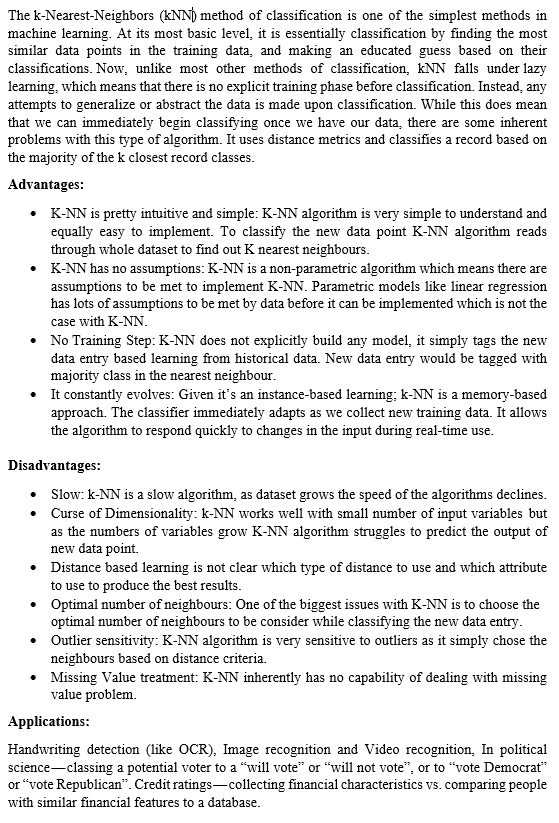 The k-Nearest-Neighbors (kNN) method of classification is one of the simplest methods in
machine learning. At its most basic level, it is essentially classification by finding the most
similar data points in the training data, and making an educated guess based on their
classifications. Now, unlike most other methods of classification, kNN falls under lazy
learning, which means that there is no explicit training phase before classification. Instead, any
attempts to generalize or abstract the data is made upon classification. While this does mean
that we can immediately begin classifying once we have our data, there are some inherent
problems with this type of algorithm. It uses distance metrics and classifies a record based on
the majority of the k closest record classes.
Advantages:
• K-NN is pretty intuitive and simple: K-NN algorithm is very simple to understand and
equally easy to implement. To classify the new data point K-NN algorithm reads
through whole dataset to find out K nearest neighbours.
• K-NN has no assumptions: K-NN is a non-parametric algorithm which means there are
assumptions to be met to implement K-NN. Parametric models like linear regression
has lots of assumptions to be met by data before it can be implemented which is not the
case with K-NN.
• No Training Step: K-NN does not explicitly build any model, it simply tags the new
data entry based learning from historical data. New data entry would be tagged with
majority class in the nearest neighbour.
• It constantly evolves: Given it’s an instance-based learning; k-NN is a memory-based
approach. The classifier immediately adapts as we collect new training data. It allows
the algorithm to respond quickly to changes in the input during real-time use.
Disadvantages:
• Slow: k-NN is a slow algorithm, as dataset grows the speed of the algorithms declines.
• Curse of Dimensionality: k-NN works well with small number of input variables but
as the numbers of variables grow K-NN algorithm struggles to predict the output of
new data point.
• Distance based learning is not clear which type of distance to use and which attribute
to use to produce the best results.
• Optimal number of neighbours: One of the biggest issues with K-NN is to choose the
optimal number of neighbours to be consider while classifying the new data entry.
• Outlier sensitivity: K-NN algorithm is very sensitive to outliers as it simply chose the
neighbours based on distance criteria.
• Missing Value treatment: K-NN inherently has no capability of dealing with missing
value problem.
Applications:
Handwriting detection (like OCR), Image recognition and Video recognition, In political
science—classing a potential voter to a “will vote” or “will not vote”, or to “vote Democrat”
or “vote Republican”. Credit ratings—collecting financial characteristics vs. comparing people
with similar financial features to a database.